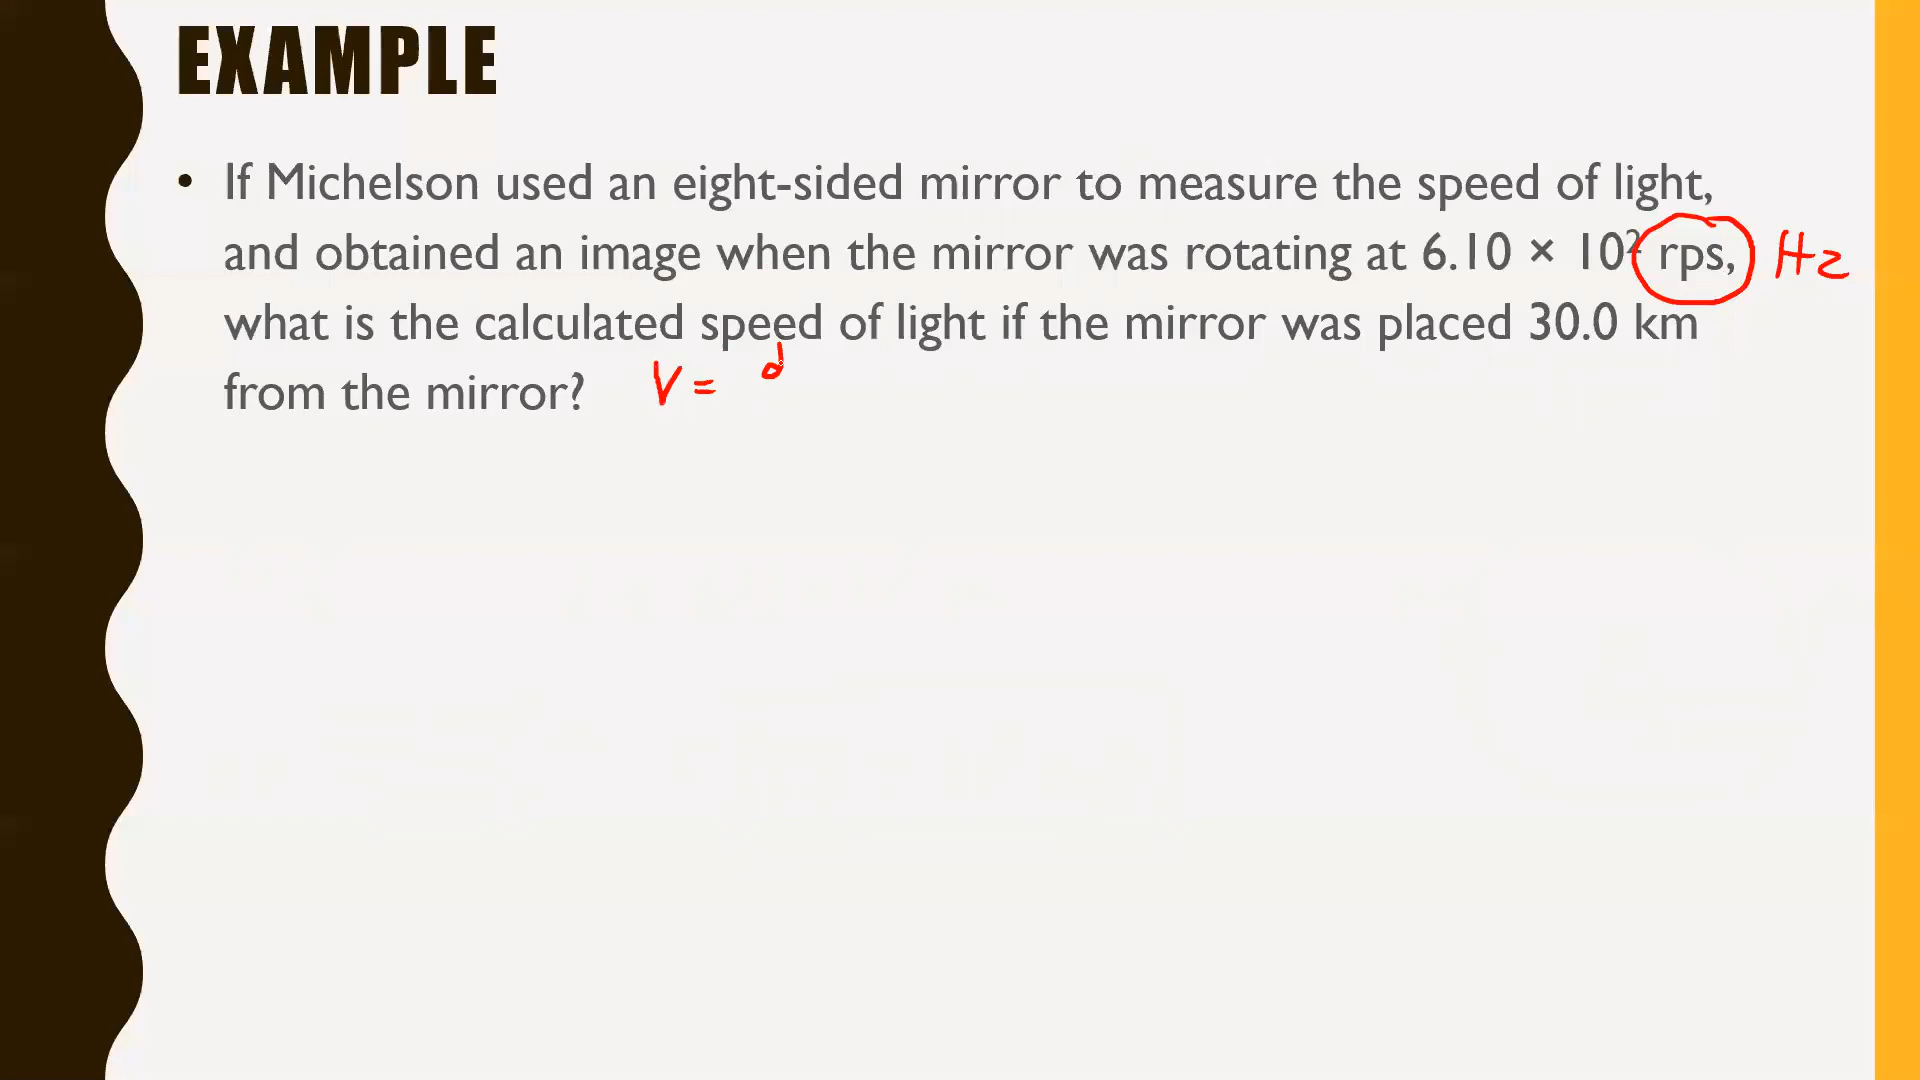 EXAMPLE
• If Michelson used an eight-sided mirror to measure the speed of light,
and obtained an image when the mirror was rotating at 6.10 × 10² rps, Hz
what is the calculated speed of light if the mirror was placed 30.0 km
from the mirror? V = d